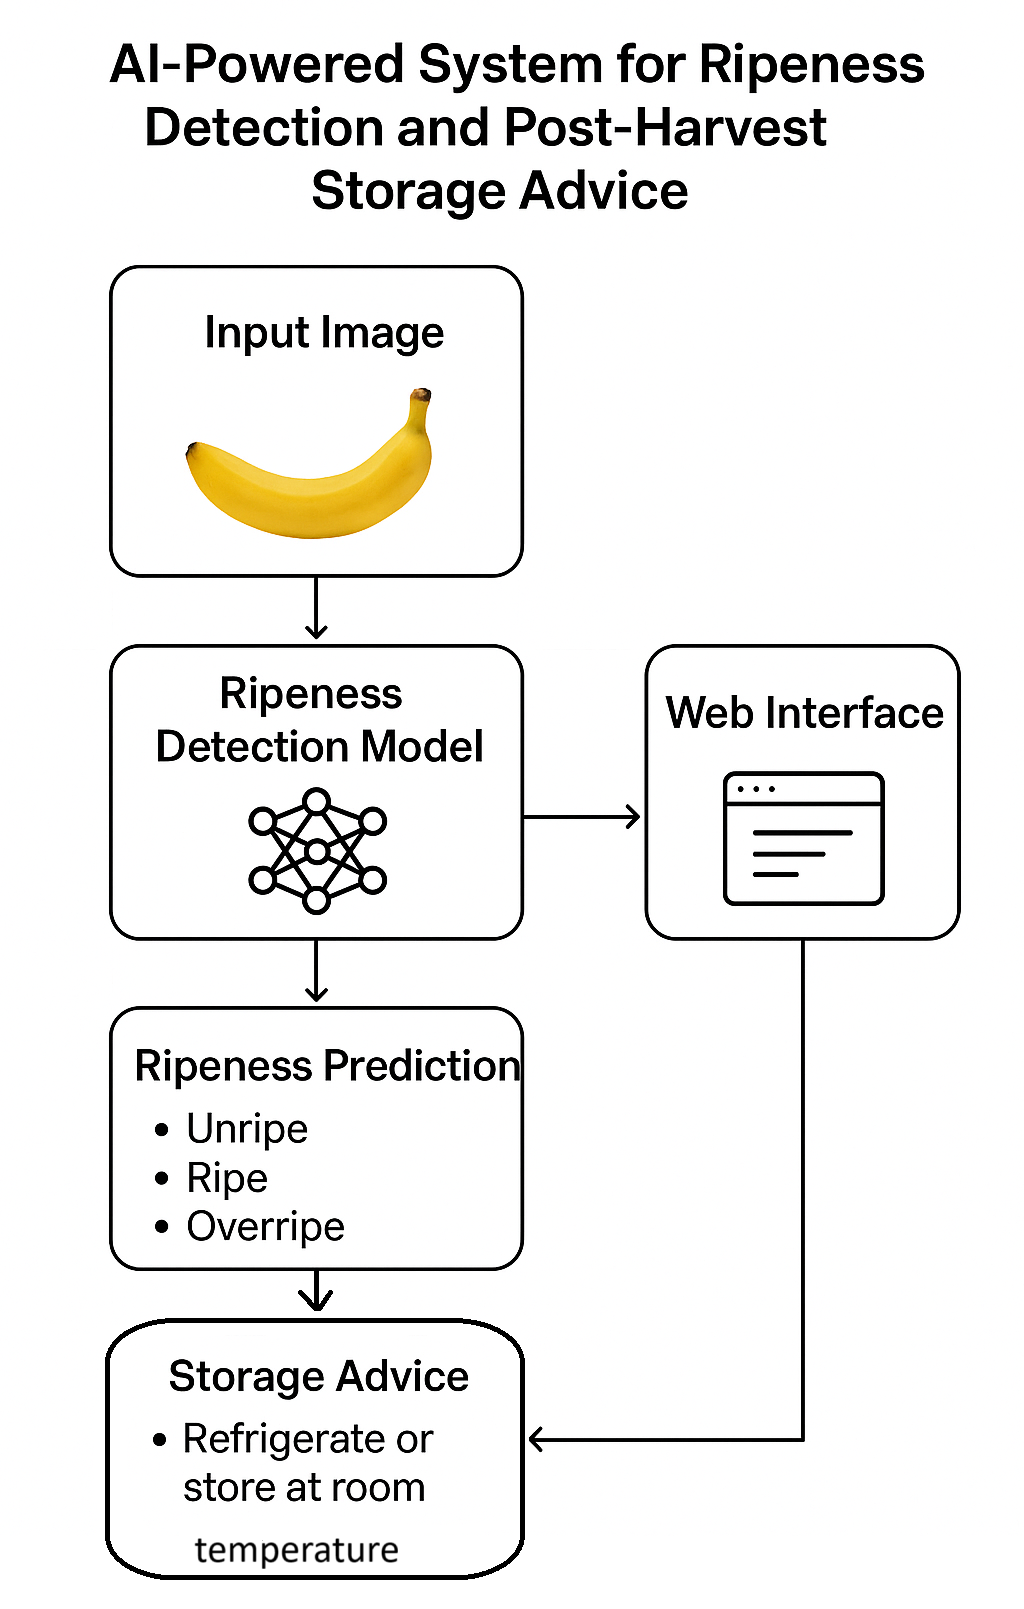 AI-Powered System for Ripeness
Detection and Post-Harvest
Storage Advice
Input Image
Ripeness
Detection Model
Web Interface
Ripeness Prediction
• Unripe
• Ripe
• Overripe
Storage Advice
• Refrigerate or
store at room
temperature